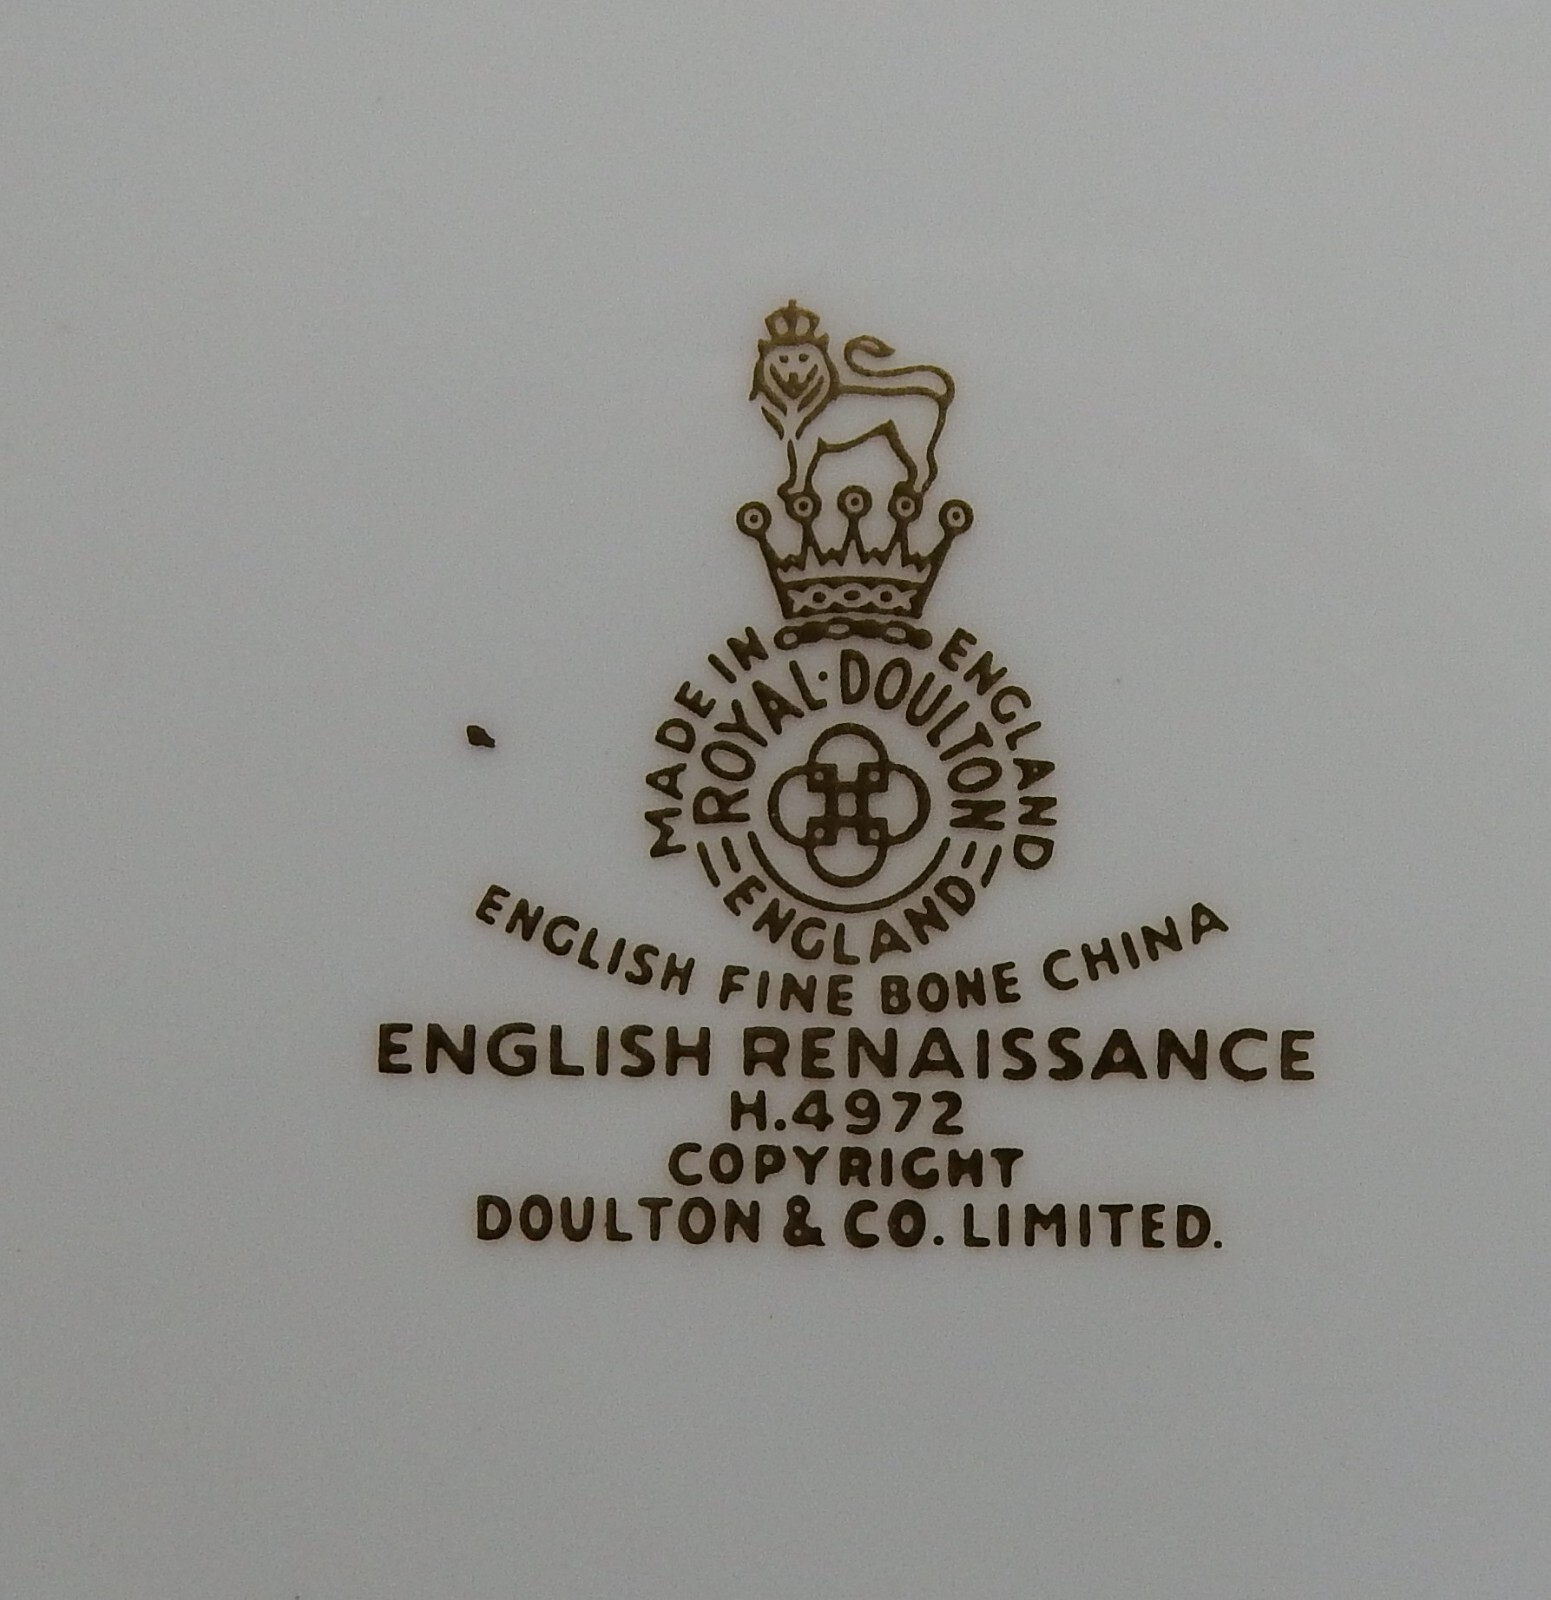 MADE IN ENGLAND
ROYAL·DOULTON
ENGLAND
ENGLISH FINE BONE CHINA
ENGLISH RENAISSANCE
H.4972
COPYRIGHT
DOULTON & CO. LIMITED.